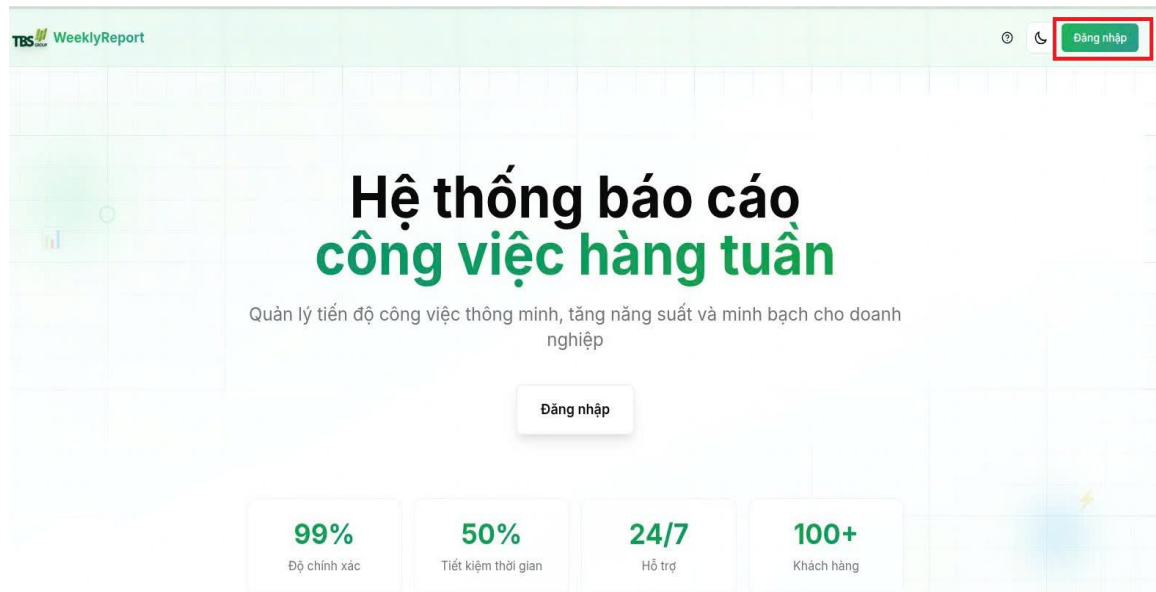 TBS GROUP WeeklyReport
Đăng nhập
Hệ thống báo cáo
công việc hàng tuần
Quản lý tiến độ công việc thông minh, tăng năng suất và minh bạch cho doanh
nghiệp
Đăng nhập
99% 50% 24/7 100+
Độ chính xác Tiết kiệm thời gian Hỗ trợ Khách hàng